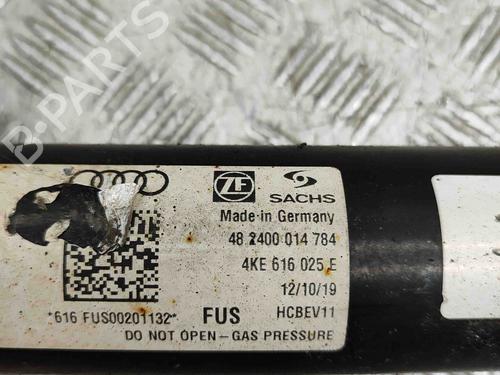 ZF SACHS
Made in Germany
48 2400 014 784
4KE 616 025 E
12/10/19
*616 FUS00201132* FUS HCBEV11
DO NOT OPEN-GAS PRESSURE